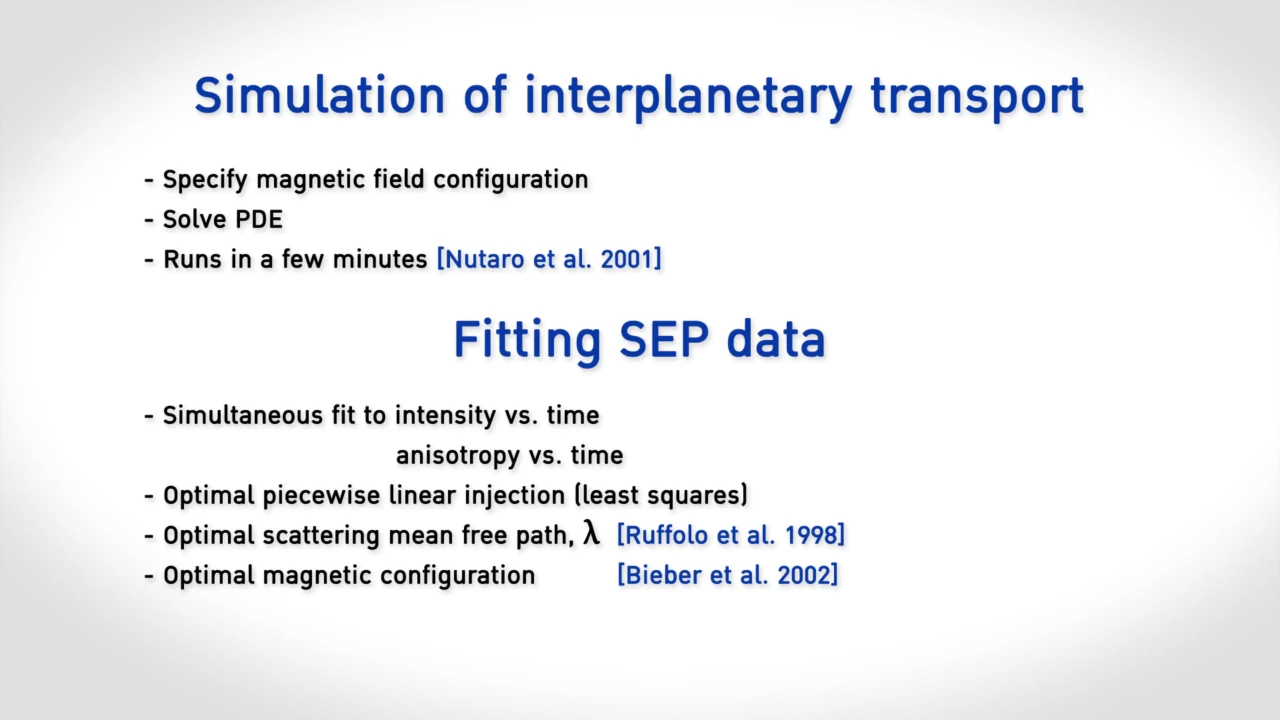 Simulation of interplanetary transport
- Specify magnetic field configuration
- Solve PDE
- Runs in a few minutes [Nutaro et al. 2001]
Fitting SEP data
- Simultaneous fit to intensity vs. time
anisotropy vs. time
- Optimal piecewise linear injection (least squares)
- Optimal scattering mean free path, λ [Ruffolo et al. 1998]
- Optimal magnetic configuration [Bieber et al. 2002]